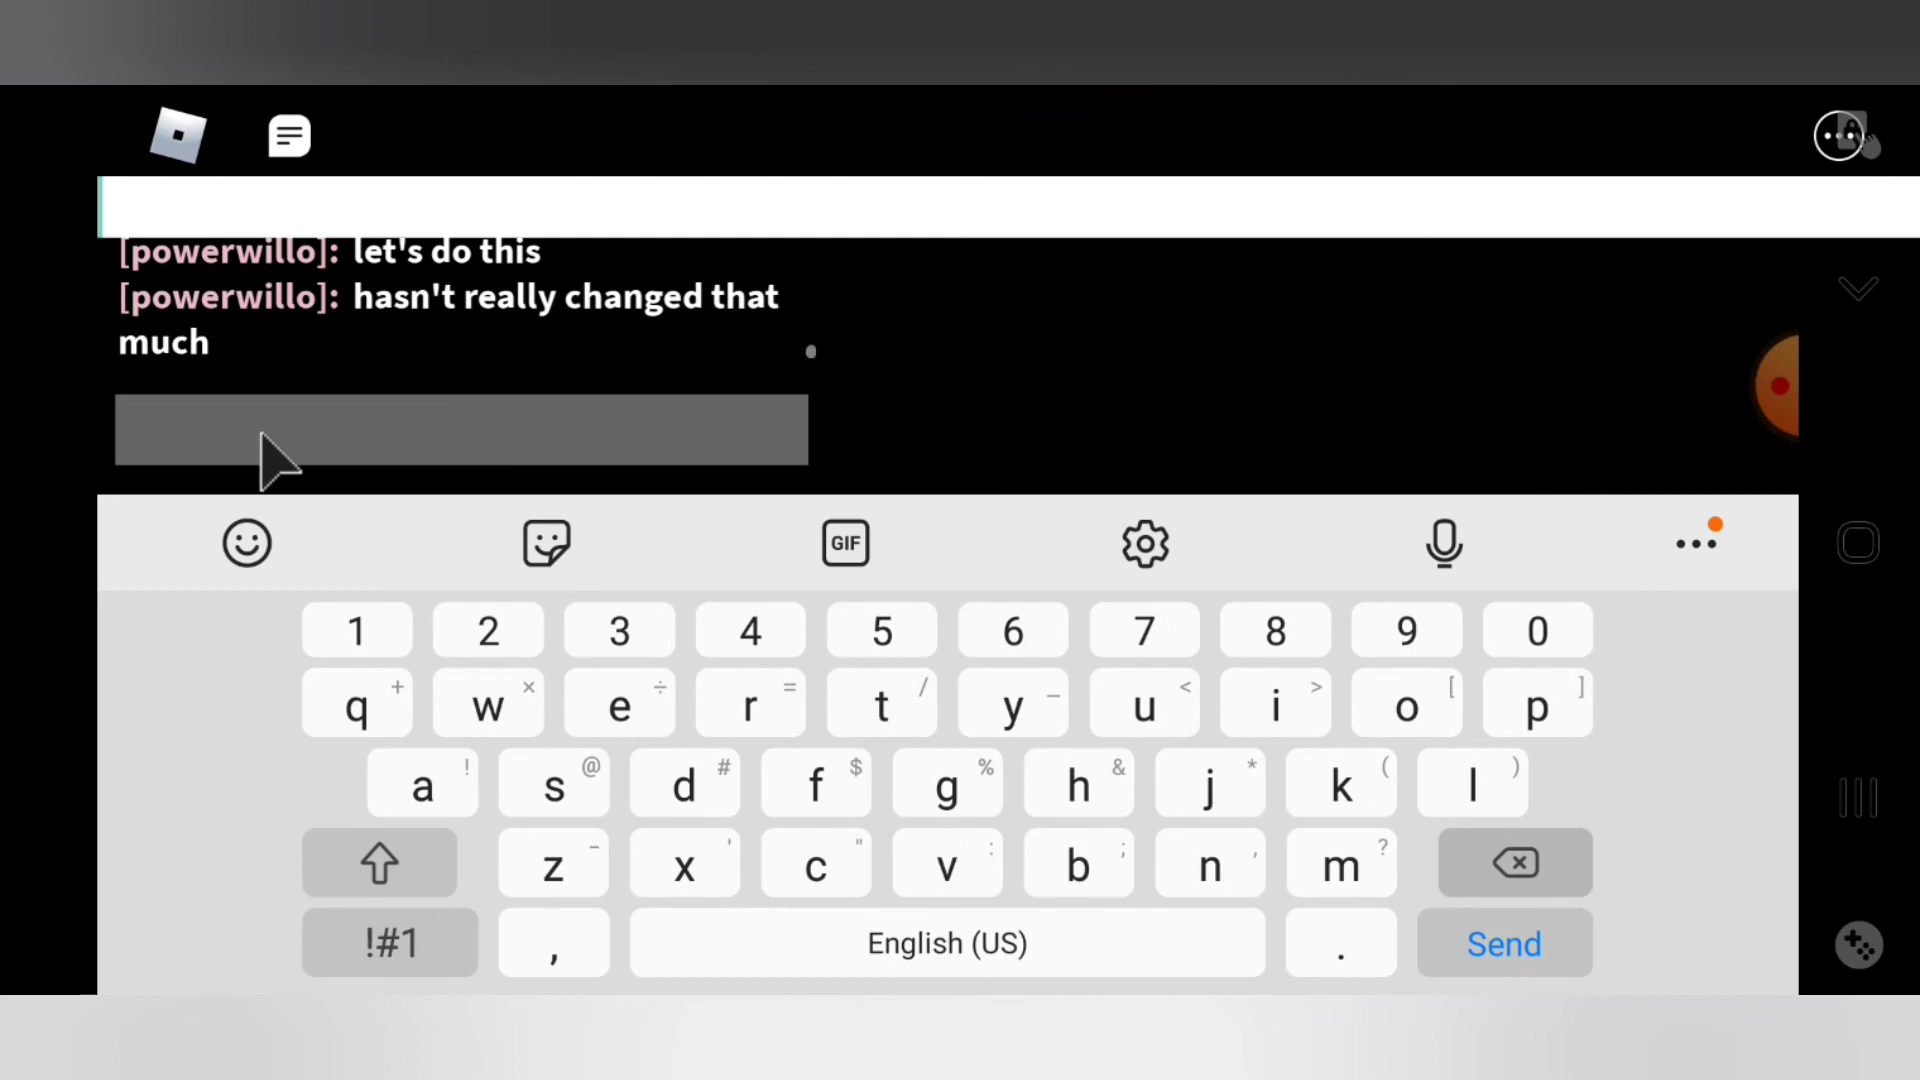 [powerwillo]: let's do this
[powerwillo]: hasn't really changed that
much
GIF
1 2 3 4 5 6 7 8 9 0
q + w × e ÷ r = t / y _ u < i > o [ p ]
a ! s @ d # f $ g % h & j * k ( l )
z - x ' c " v : b ; n , m ?
!#1 , English (US) . Send